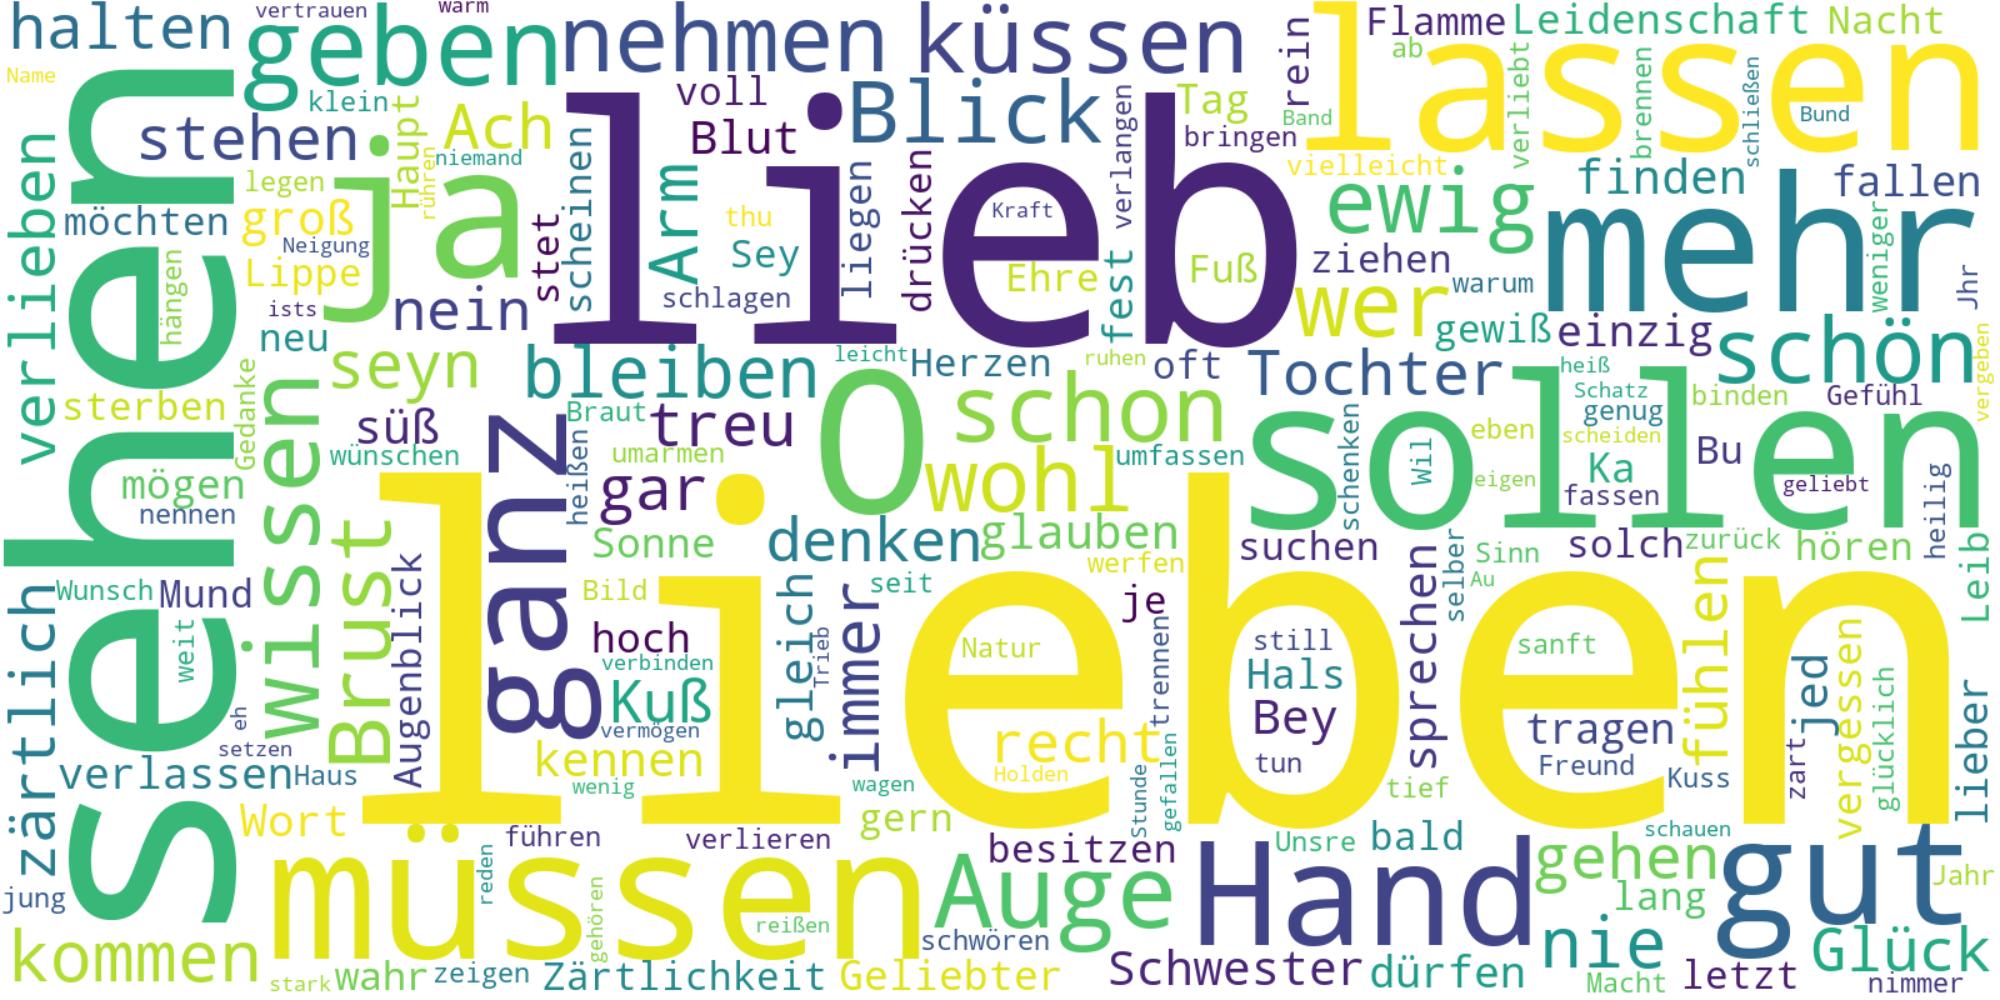 halten
vertrauen
warm
geben
nehmen
küssen
lassen
Flamme
Leidenschaft
Nacht
Name
klein
voll
Blick
Tag
rein
ab
verliebt
brennen
schließen
Bund
Band
stehen
Haupt
Ach
Blut
bringen
verlangen
niemand
rühren
vielleicht
sehen
ja
lieb
legen
scheinen
Arm
liegen
drücken
Kraft
ewig
finden
fallen
mehr
verlieben
möchten
groß
Neigung
stet
thu
Sey
weniger
Jhr
hängen
Lippe
schlagen
Ehre
Fuß
fest
ziehen
warum
wer
ists
nein
neu
gewiß
einzig
schön
vergeben
seyn
bleiben
leicht
Herzen
ruhen
oft
Tochter
heiß
Schatz
binden
Gefühl
sterben
Gedanke
wissen
süß
Braut
treu
O
schon
sollen
genug
wünschen
heißen
umarmen
umfassen
schenken
eben
scheiden
Bu
mögen
ganz
gar
wohl
Wil
eigen
Ka
fassen
geliebt
heilig
nennen
lieben
Brust
Sonne
denken
glauben
suchen
solch
zurück
hören
werfen
sprechen
selber
Sinn
Au
Wunsch
Mund
Augenblick
Bild
gleich
seit
immer
je
fühlen
Leib
zärtlich
weit
hoch
Trieb
Natur
trennen
still
sanft
verbinden
Hals
jed
vergessen
glücklich
lieber
eh
Kuß
Bey
setzen
vermögen
recht
tragen
verlassen
Haus
kennen
Holden
gefallen
tun
Freund
Kuss
zart
wenig
wagen
Stunde
tief
Wort
müssen
führen
verlieren
gern
Unsre
bald
schauen
jung
reden
besitzen
Auge
Hand
gehen
gut
Jahr
gehören
reißen
lang
kommen
schwören
nie
Glück
stark
wahr
zeigen
Zärtlichkeit
Geliebter
Schwester
dürfen
Macht
letzt
nimmer